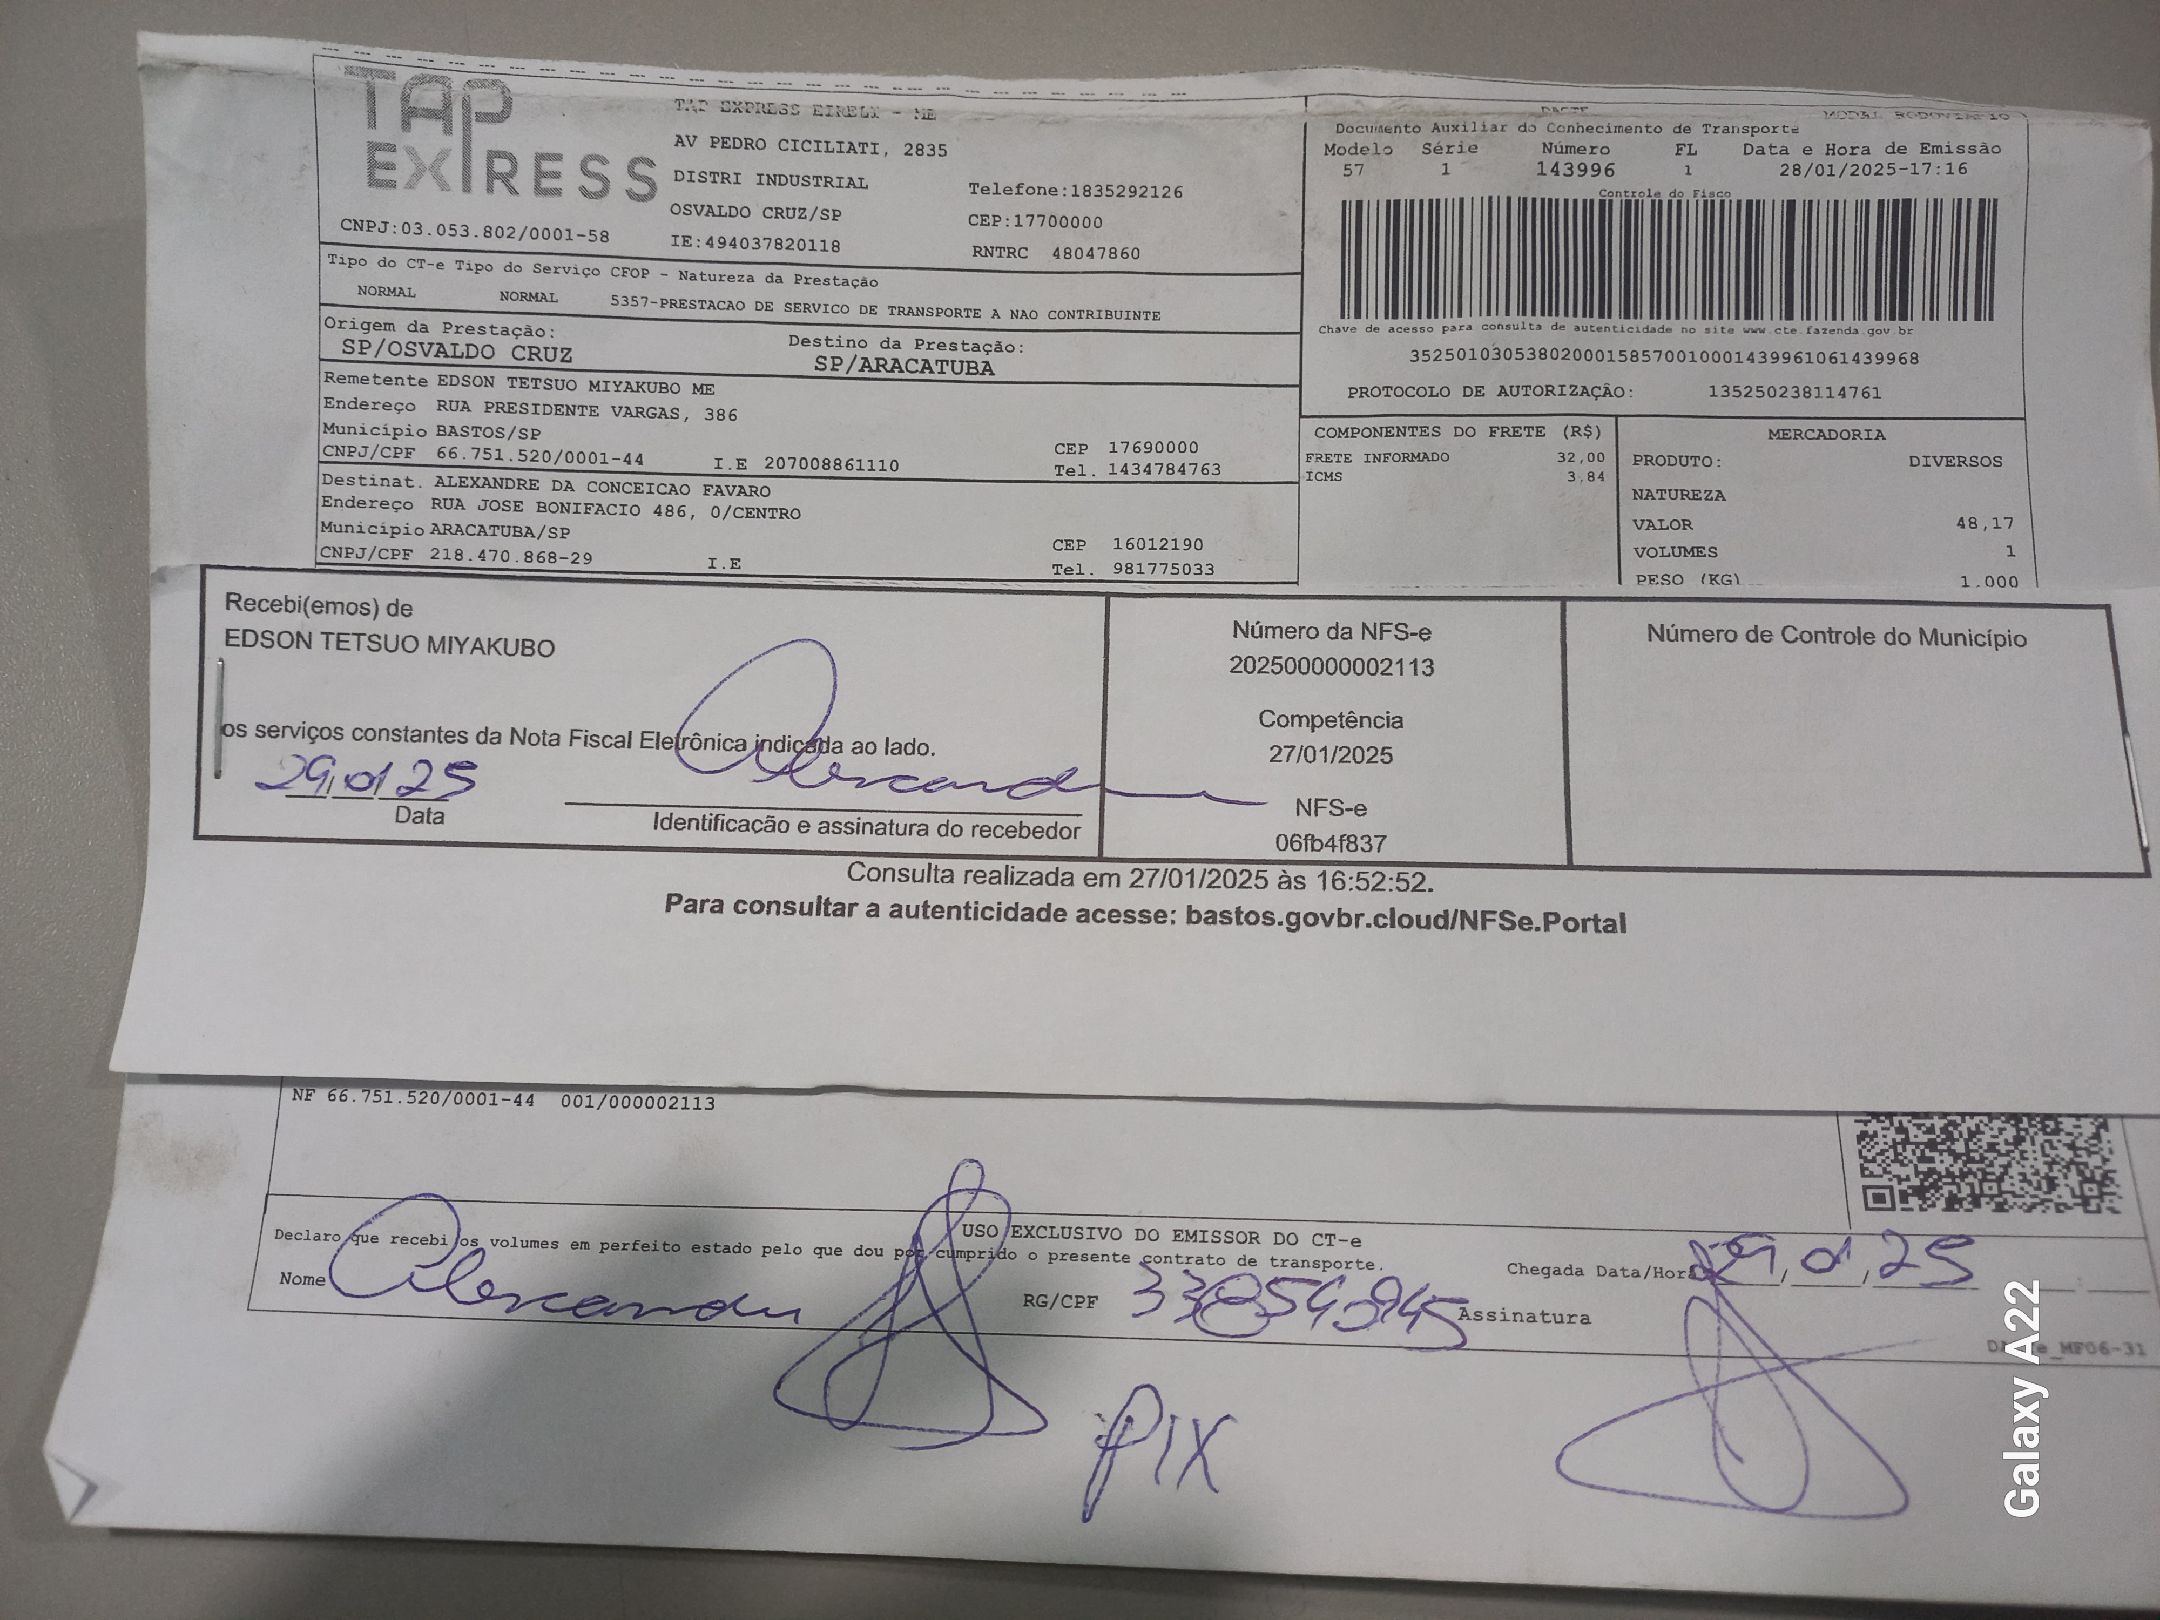 TAP EXPRESS
TAP EXPRESS EIRELI - ME
AV PEDRO CICILIATI, 2835
DISTRI INDUSTRIAL
Telefone:1835292126
OSVALDO CRUZ/SP
CEP:17700000
CNPJ:03.053.802/0001-58
IE:494037820118
RNTRC 48047860
DACTE
MODAL RODOVIARIO
Documento Auxiliar do Conhecimento de Transporte
Modelo Série Número FL Data e Hora de Emissão
57 1 143996 1 28/01/2025-17:16
Controle do Fisco
Chave de acesso para consulta de autenticidade no site www.cte.fazenda.gov.br
35250103053802000158570010001439961061439968
PROTOCOLO DE AUTORIZAÇÃO: 135250238114761
Tipo do CT-e Tipo do Serviço CFOP - Natureza da Prestação
NORMAL NORMAL 5357-PRESTACAO DE SERVICO DE TRANSPORTE A NAO CONTRIBUINTE
Origem da Prestação:
SP/OSVALDO CRUZ
Destino da Prestação:
SP/ARACATUBA
Remetente EDSON TETSUO MIYAKUBO ME
Endereço RUA PRESIDENTE VARGAS, 386
Município BASTOS/SP
CEP 17690000
CNPJ/CPF 66.751.520/0001-44 I.E 207008861110 Tel. 1434784763
Destinat. ALEXANDRE DA CONCEICAO FAVARO
Endereço RUA JOSE BONIFACIO 486, 0/CENTRO
Município ARACATUBA/SP
CEP 16012190
CNPJ/CPF 218.470.868-29 I.E Tel. 981775033
COMPONENTES DO FRETE (R$)
FRETE INFORMADO 32,00
ICMS 3,84
MERCADORIA
PRODUTO: DIVERSOS
NATUREZA
VALOR 48,17
VOLUMES 1
PESO (KG) 1.000
Recebi(emos) de
EDSON TETSUO MIYAKUBO
os serviços constantes da Nota Fiscal Eletrônica indicada ao lado.
29 01 25
Data
Identificação e assinatura do recebedor
Número da NFS-e
202500000002113
Competência
27/01/2025
NFS-e
06fb4f837
Número de Controle do Município
Consulta realizada em 27/01/2025 às 16:52:52.
Para consultar a autenticidade acesse: bastos.govbr.cloud/NFSe.Portal
NF 66.751.520/0001-44 001/000002113
USO EXCLUSIVO DO EMISSOR DO CT-e
Declaro que recebi os volumes em perfeito estado pelo que dou por cumprido o presente contrato de transporte.
Nome Alexandre
RG/CPF
Chegada Data/Hora 29, 01, 25
Assinatura
PIX
Galaxy A22